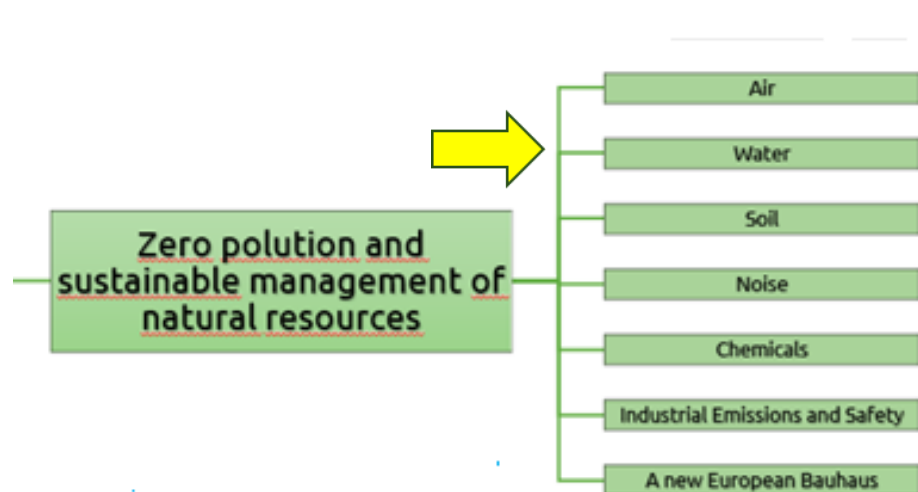 Zero polution and
sustainable management of
natural resources
Air
Water
Soil
Noise
Chemicals
Industrial Emissions and Safety
A new European Bauhaus